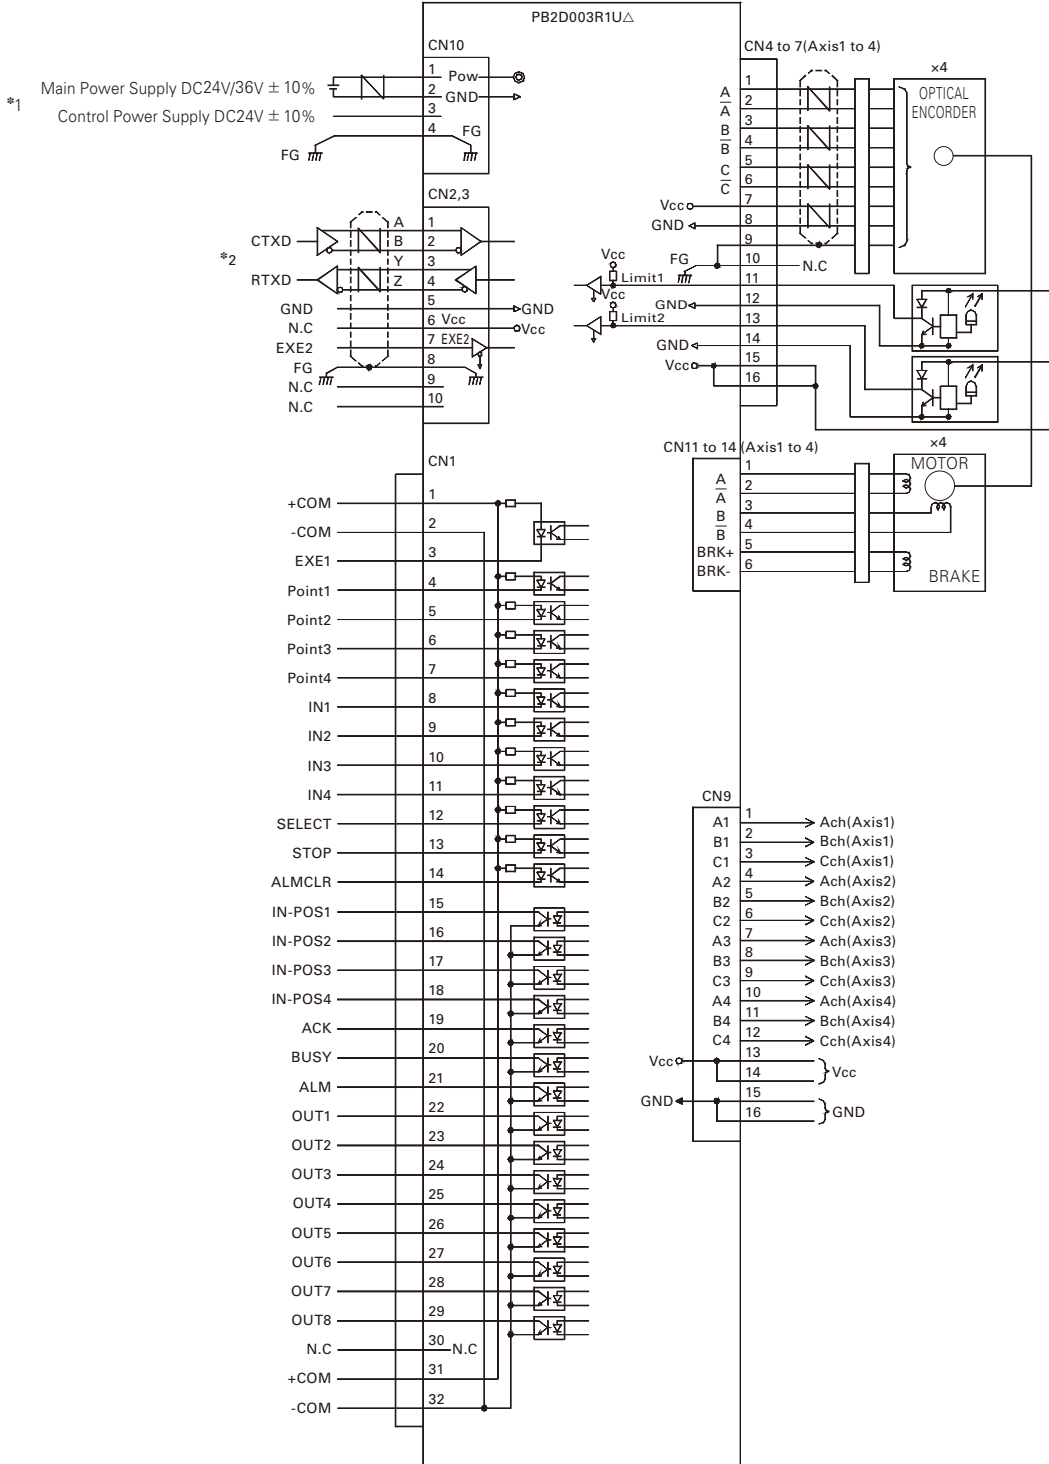 PB2D003R1U△
CN10
*1
Main Power Supply DC24V/36V ± 10%
Control Power Supply DC24V ± 10%
1 Pow
2 GND
3
4 FG
FG
CN2,3
*2
CTXD A 1
B 2
RTXD Y 3
Z 4
GND 5 GND
N.C 6 Vcc Vcc
EXE2 7 EXE2
FG 8
N.C 9
N.C 10
CN1
+COM 1
-COM 2
EXE1 3
Point1 4
Point2 5
Point3 6
Point4 7
IN1 8
IN2 9
IN3 10
IN4 11
SELECT 12
STOP 13
ALMCLR 14
IN-POS1 15
IN-POS2 16
IN-POS3 17
IN-POS4 18
ACK 19
BUSY 20
ALM 21
OUT1 22
OUT2 23
OUT3 24
OUT4 25
OUT5 26
OUT6 27
OUT7 28
OUT8 29
N.C 30 N.C
+COM 31
-COM 32
CN4 to 7(Axis1 to 4)
A 1
A 2
B 3
B 4
C 5
C 6
Vcc 7
GND 8
9
FG 10 N.C
Vcc
Limit1 11
GND 12
Vcc
Limit2 13
GND 14
Vcc 15
16
×4
OPTICAL
ENCORDER
CN11 to 14 (Axis1 to 4)
A 1
A 2
B 3
B 4
BRK+ 5
BRK- 6
×4
MOTOR
BRAKE
CN9
A1 1 Ach(Axis1)
B1 2 Bch(Axis1)
C1 3 Cch(Axis1)
A2 4 Ach(Axis2)
B2 5 Bch(Axis2)
C2 6 Cch(Axis2)
A3 7 Ach(Axis3)
B3 8 Bch(Axis3)
C3 9 Cch(Axis3)
A4 10 Ach(Axis4)
B4 11 Bch(Axis4)
C4 12 Cch(Axis4)
Vcc 13
14 Vcc
GND 15
16 GND